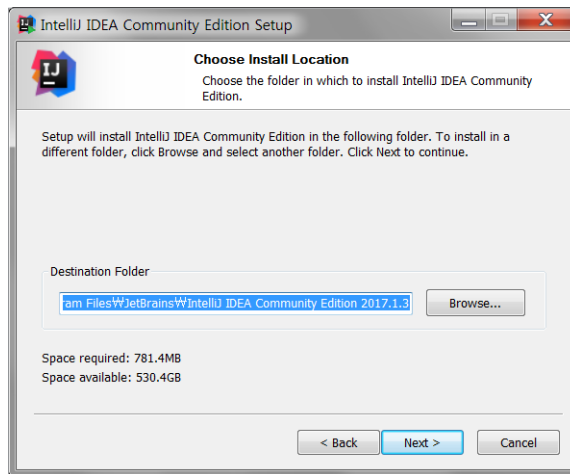 IntelliJ IDEA Community Edition Setup
IJ
Choose Install Location
Choose the folder in which to install IntelliJ IDEA Community
Edition.
Setup will install IntelliJ IDEA Community Edition in the following folder. To install in a
different folder, click Browse and select another folder. Click Next to continue.
Destination Folder
ram Files₩JetBrains₩IntelliJ IDEA Community Edition 2017.1.3
Browse...
Space required: 781.4MB
Space available: 530.4GB
< Back
Next >
Cancel